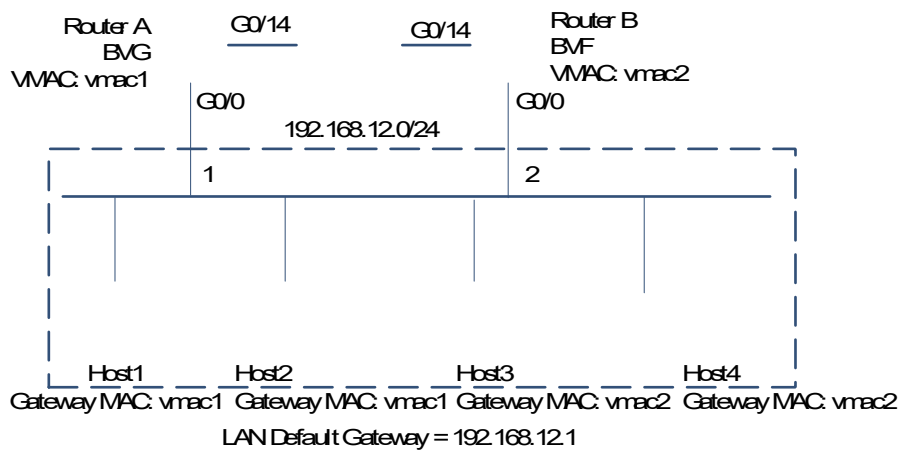 Router A
BVG
VMAC: vmac1
G0/14
G0/14
Router B
BVF
VMAC: vmac2
G0/0
G0/0
192.168.12.0/24
1
2
Host1
Host2
Host3
Host4
Gateway MAC: vmac1
Gateway MAC: vmac1
Gateway MAC: vmac2
Gateway MAC: vmac2
LAN Default Gateway = 192.168.12.1